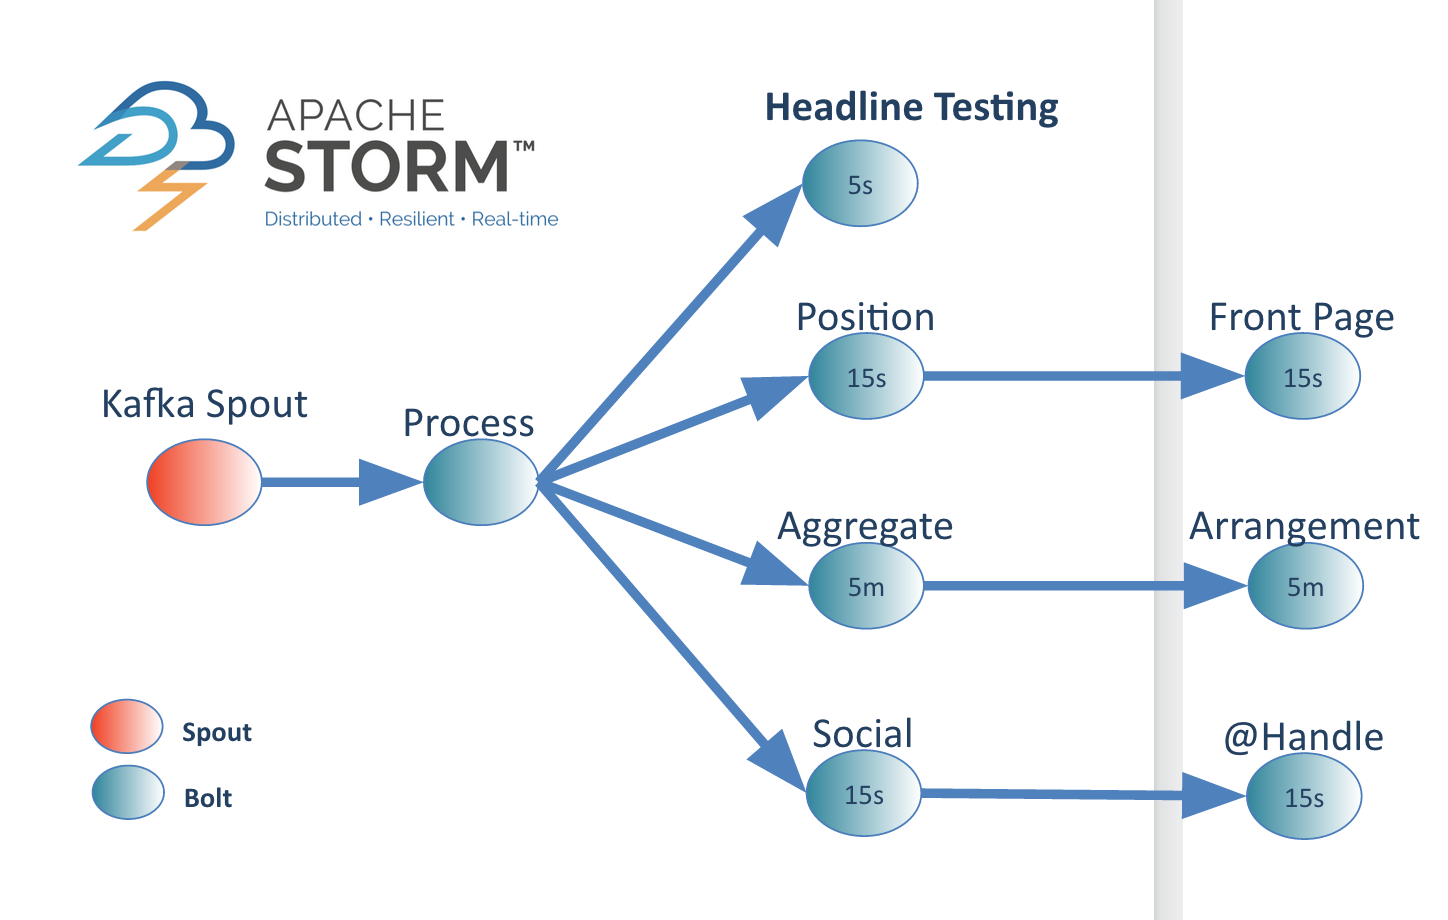 APACHE
STORM™
Distributed • Resilient • Real-time
Headline Testing
5s
Position
15s
Front Page
15s
Kafka Spout
Process
Aggregate
5m
Arrangement
5m
Social
15s
@Handle
15s
Spout
Bolt